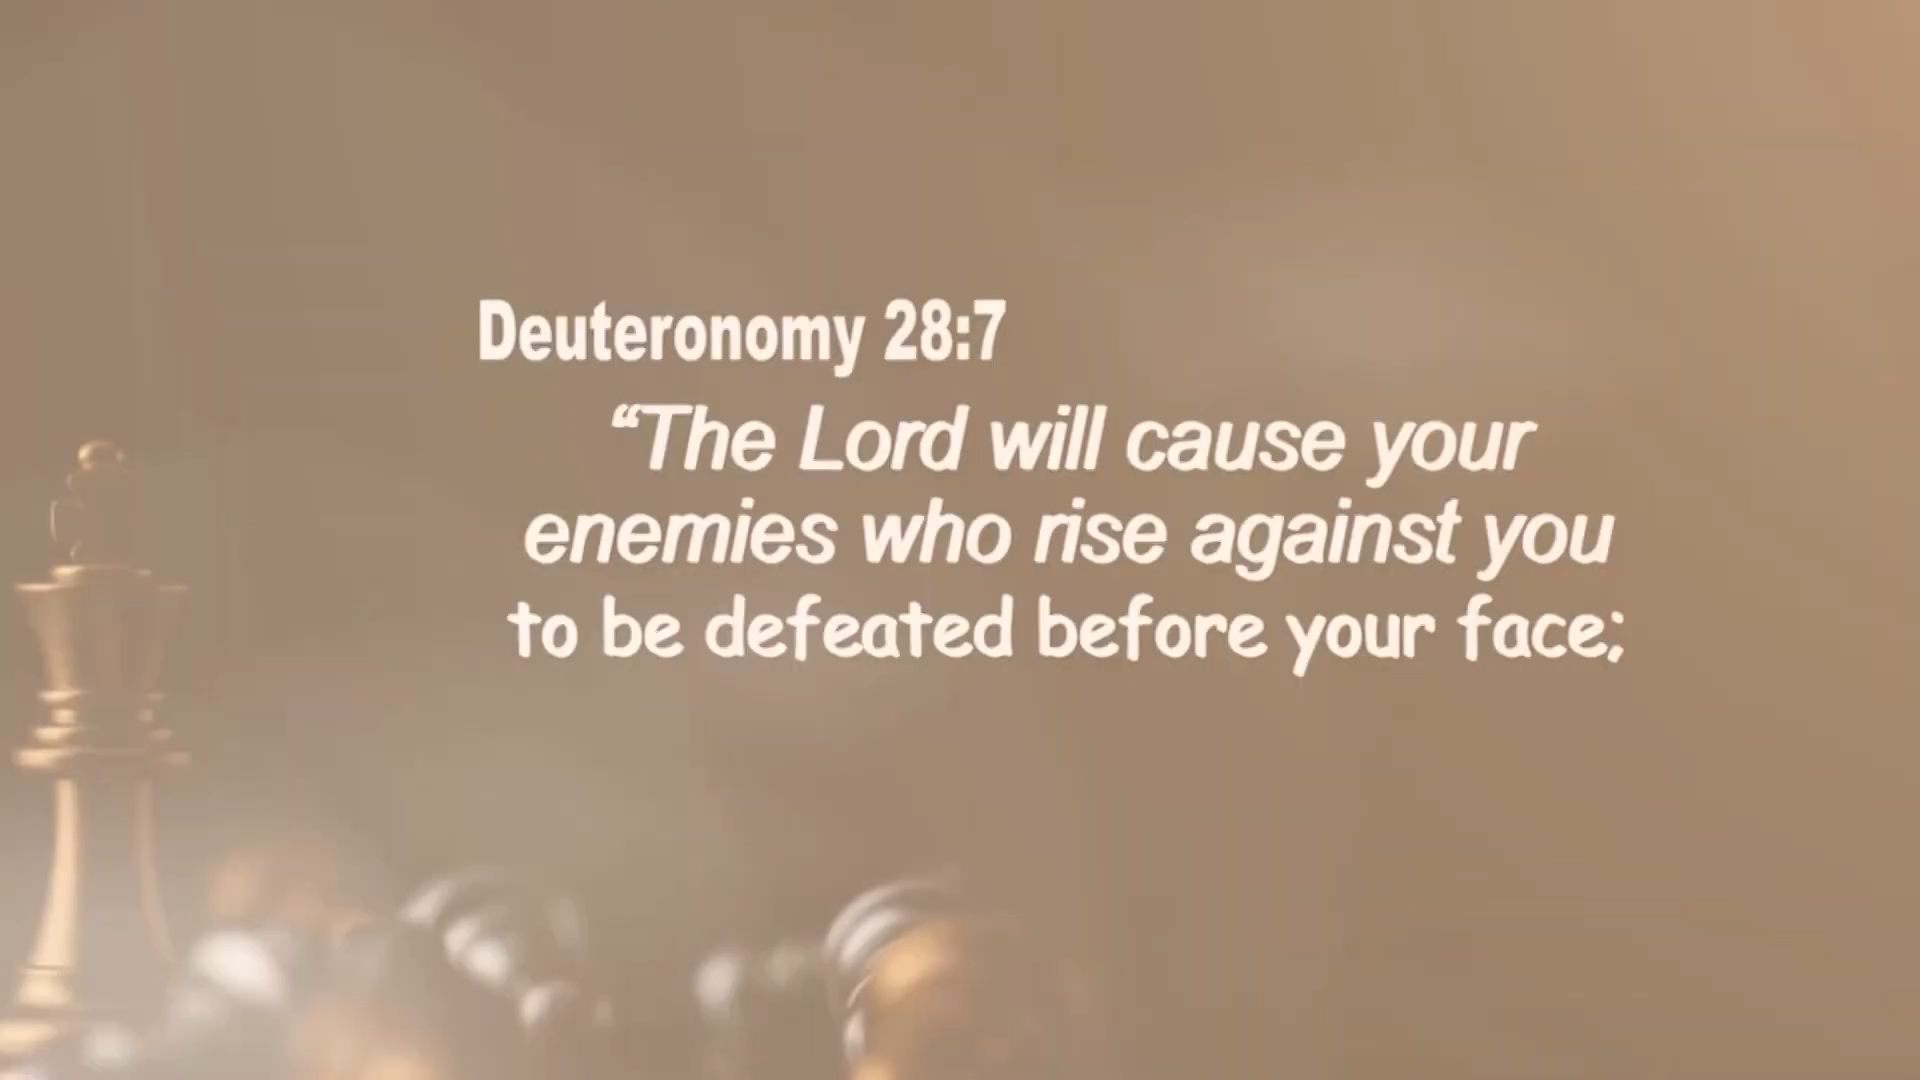 Deuteronomy 28:7
“The Lord will cause your
enemies who rise against you
to be defeated before your face;